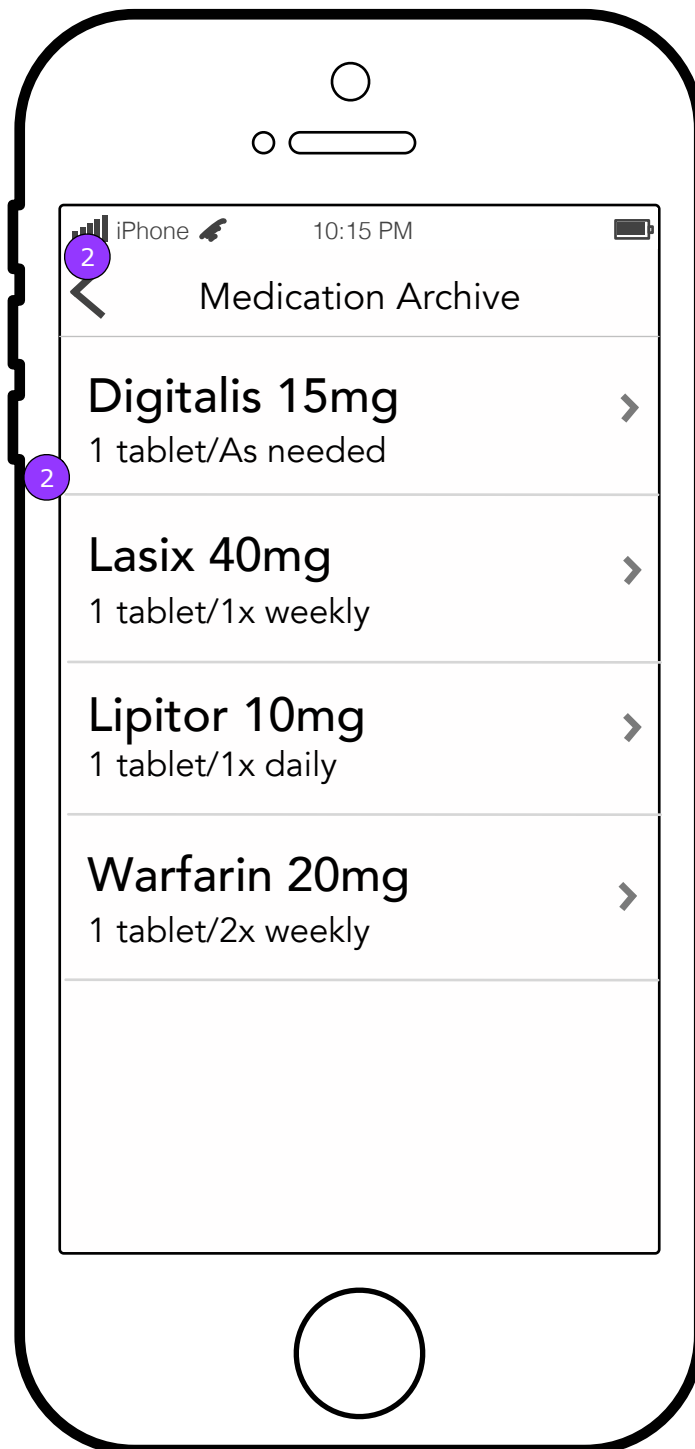 iPhone 10:15 PM
2
Medication Archive
Digitalis 15mg
1 tablet/As needed
2
Lasix 40mg
1 tablet/1x weekly
Lipitor 10mg
1 tablet/1x daily
Warfarin 20mg
1 tablet/2x weekly